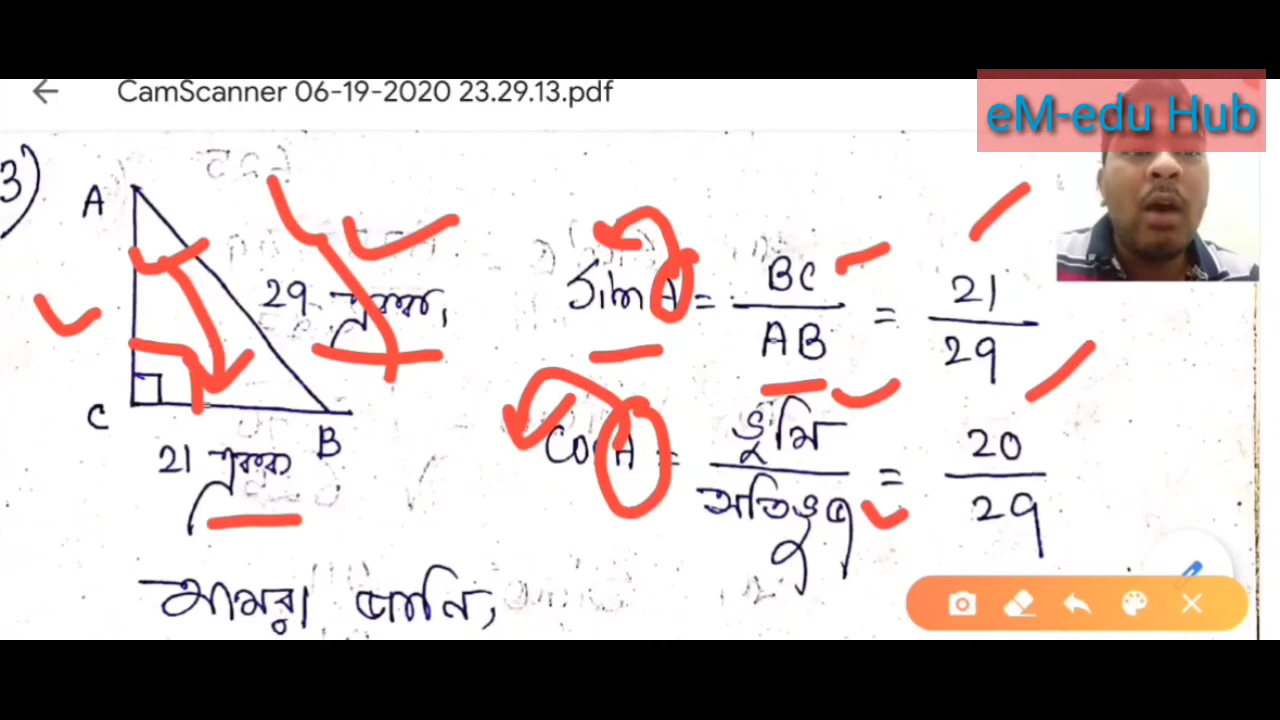 CamScanner 06-19-2020 23.29.13.pdf
eM-edu Hub
3)
A
29 একক,
C
B
21 একক
Sin A = BC / AB = 21 / 29
Cos A = ভূমি / অতিভুজ = 20 / 29
আমরা জানি,